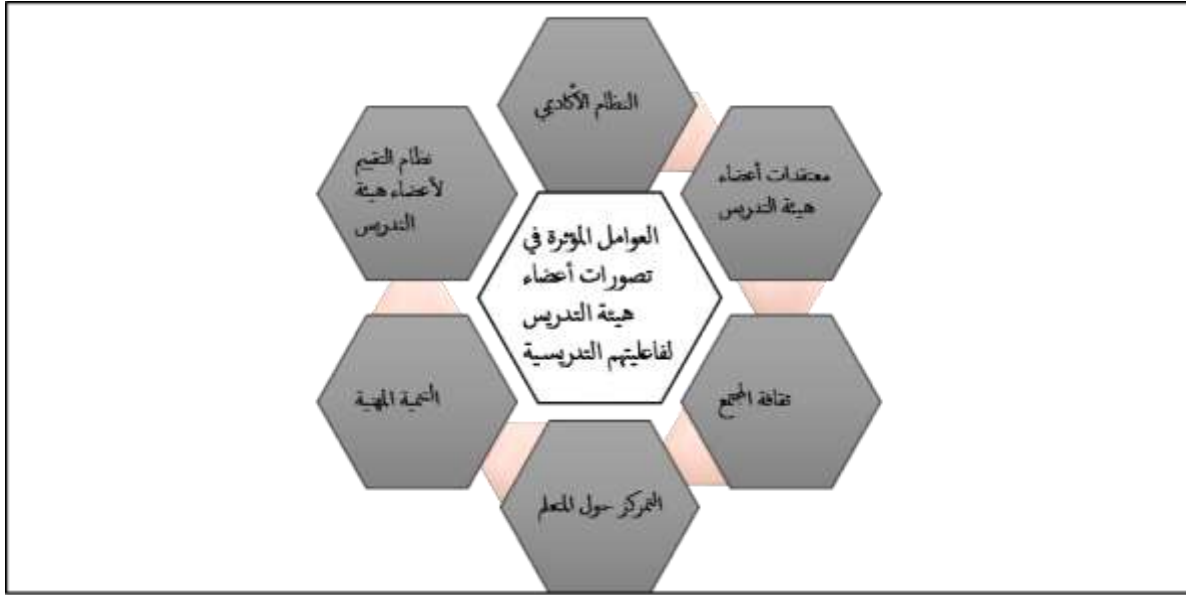 النظام الأكاديمي
معتقدات أعضاء
هيئة التدريس
ثقافة المجتمع
التمركز حول المتعلم
التنمية المهنية
نظام التقييم
لأعضاء هيئة
التدريس
العوامل المؤثرة في
تصورات أعضاء
هيئة التدريس
لفاعليتهم التدريسية